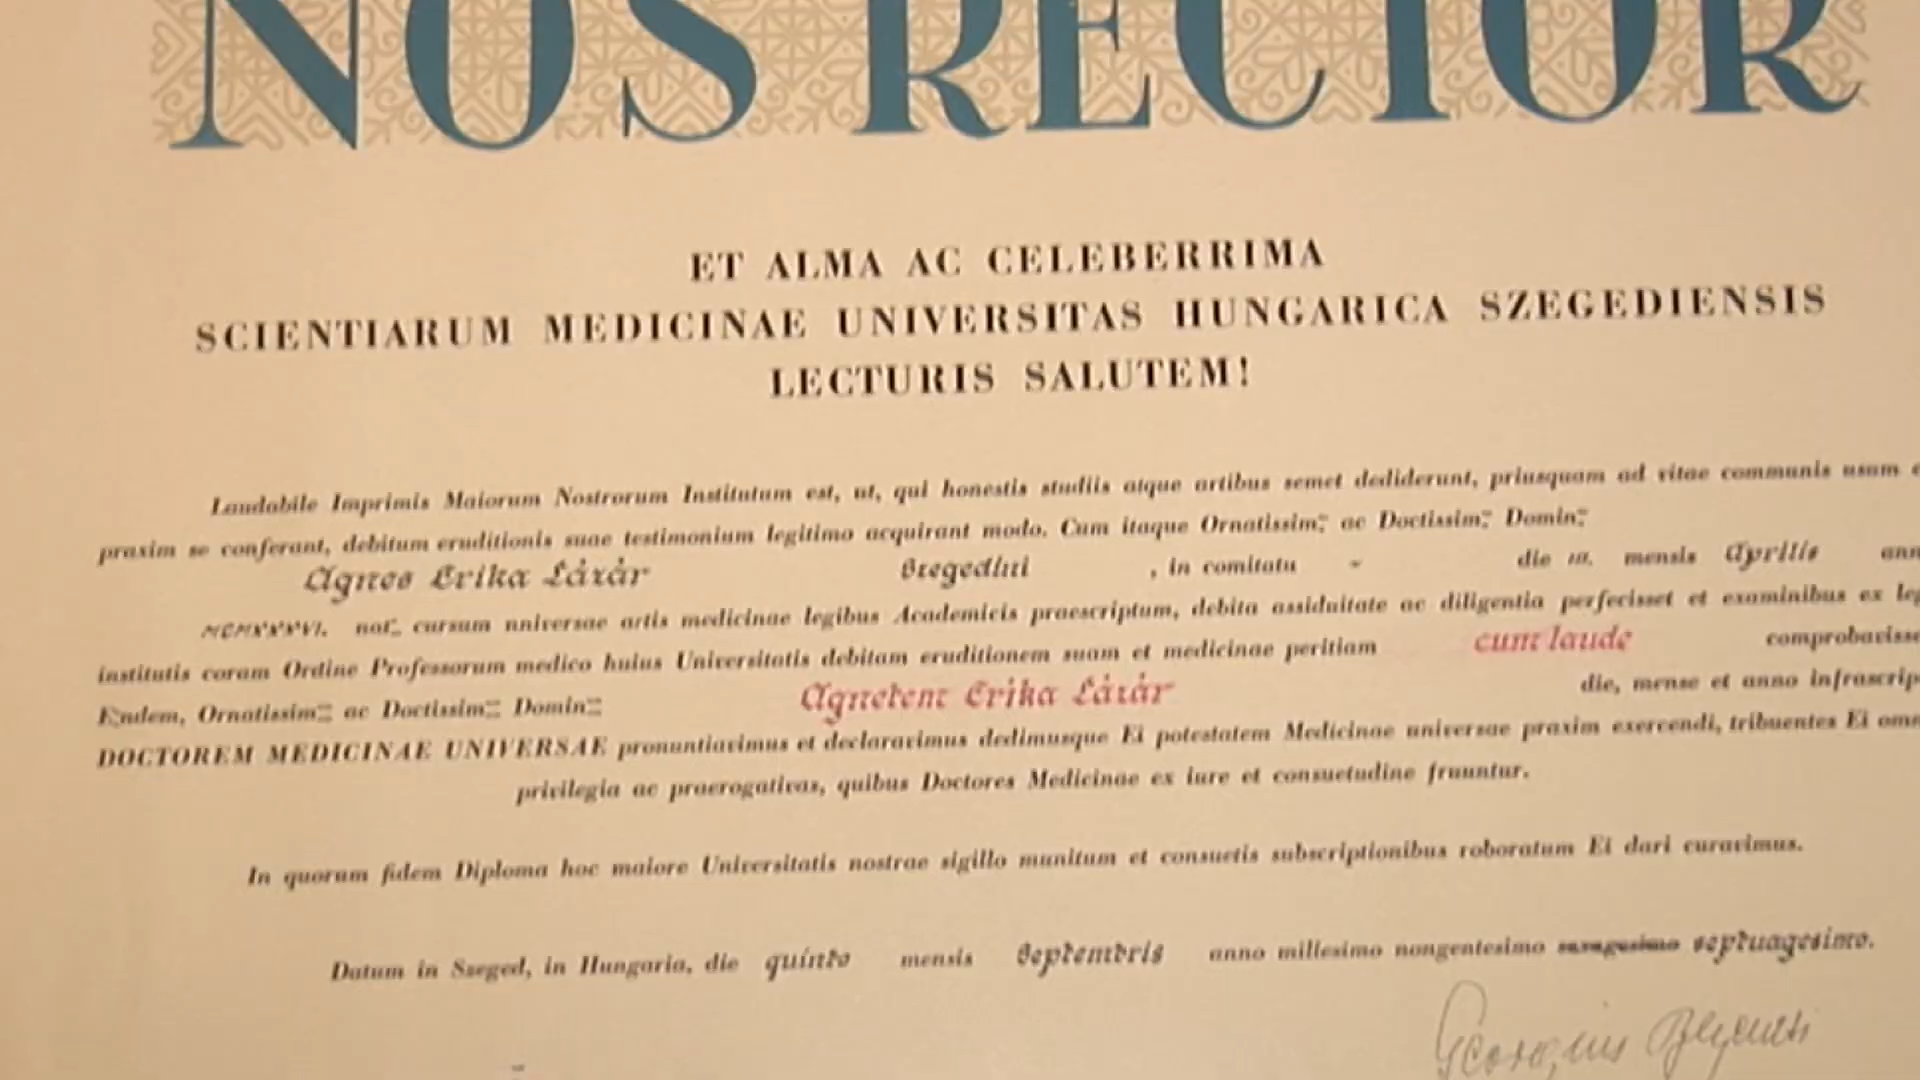 NOS RECTOR
ET ALMA AC CELEBERRIMA
SCIENTIARUM MEDICINAE UNIVERSITAS HUNGARICA SZEGEDIENSIS
LECTURIS SALUTEM!
Laudabile Imprimis Maiorum Nostrorum Institutum est, ut, qui honestis studiis atque artibus semet dediderunt, priusquam ad vitae communis usum
praxim se conferant, debitum eruditionis suae testimonium legitimo acquirant modo. Cum itaque Ornatissim ac Doctissim Domin
Agnes Erika Lázár Szegedini , in comitatu - die mensis Aprilis
nat cursum universae artis medicinae legibus Academicis praescriptum, debita assiduitate ac diligentia perfecisset et examinibus ex
institutis coram Ordine Professorum medico huius Universitatis debitam eruditionem suam et medicinae peritiam cum laude
Eundem, Ornatissim ac Doctissim Domin Agnetem Erika Lázár die, mense et anno
DOCTOREM MEDICINAE UNIVERSAE pronuntiavimus et declaravimus dedimusque Ei potestatem Medicinae universae praxim exercendi, tribuentes Ei
privilegia ac praerogativas, quibus Doctores Medicinae ex iure et consuetudine fruuntur.
In quorum fidem Diploma hoc maiore Universitatis nostrae sigillo munitum et consuetis subscriptionibus roboratum Ei dari curavimus.
Datum in Szeged, in Hungaria, die quinto mensis Septembris anno millesimo nongentesimo septuagesimo.
Georgius